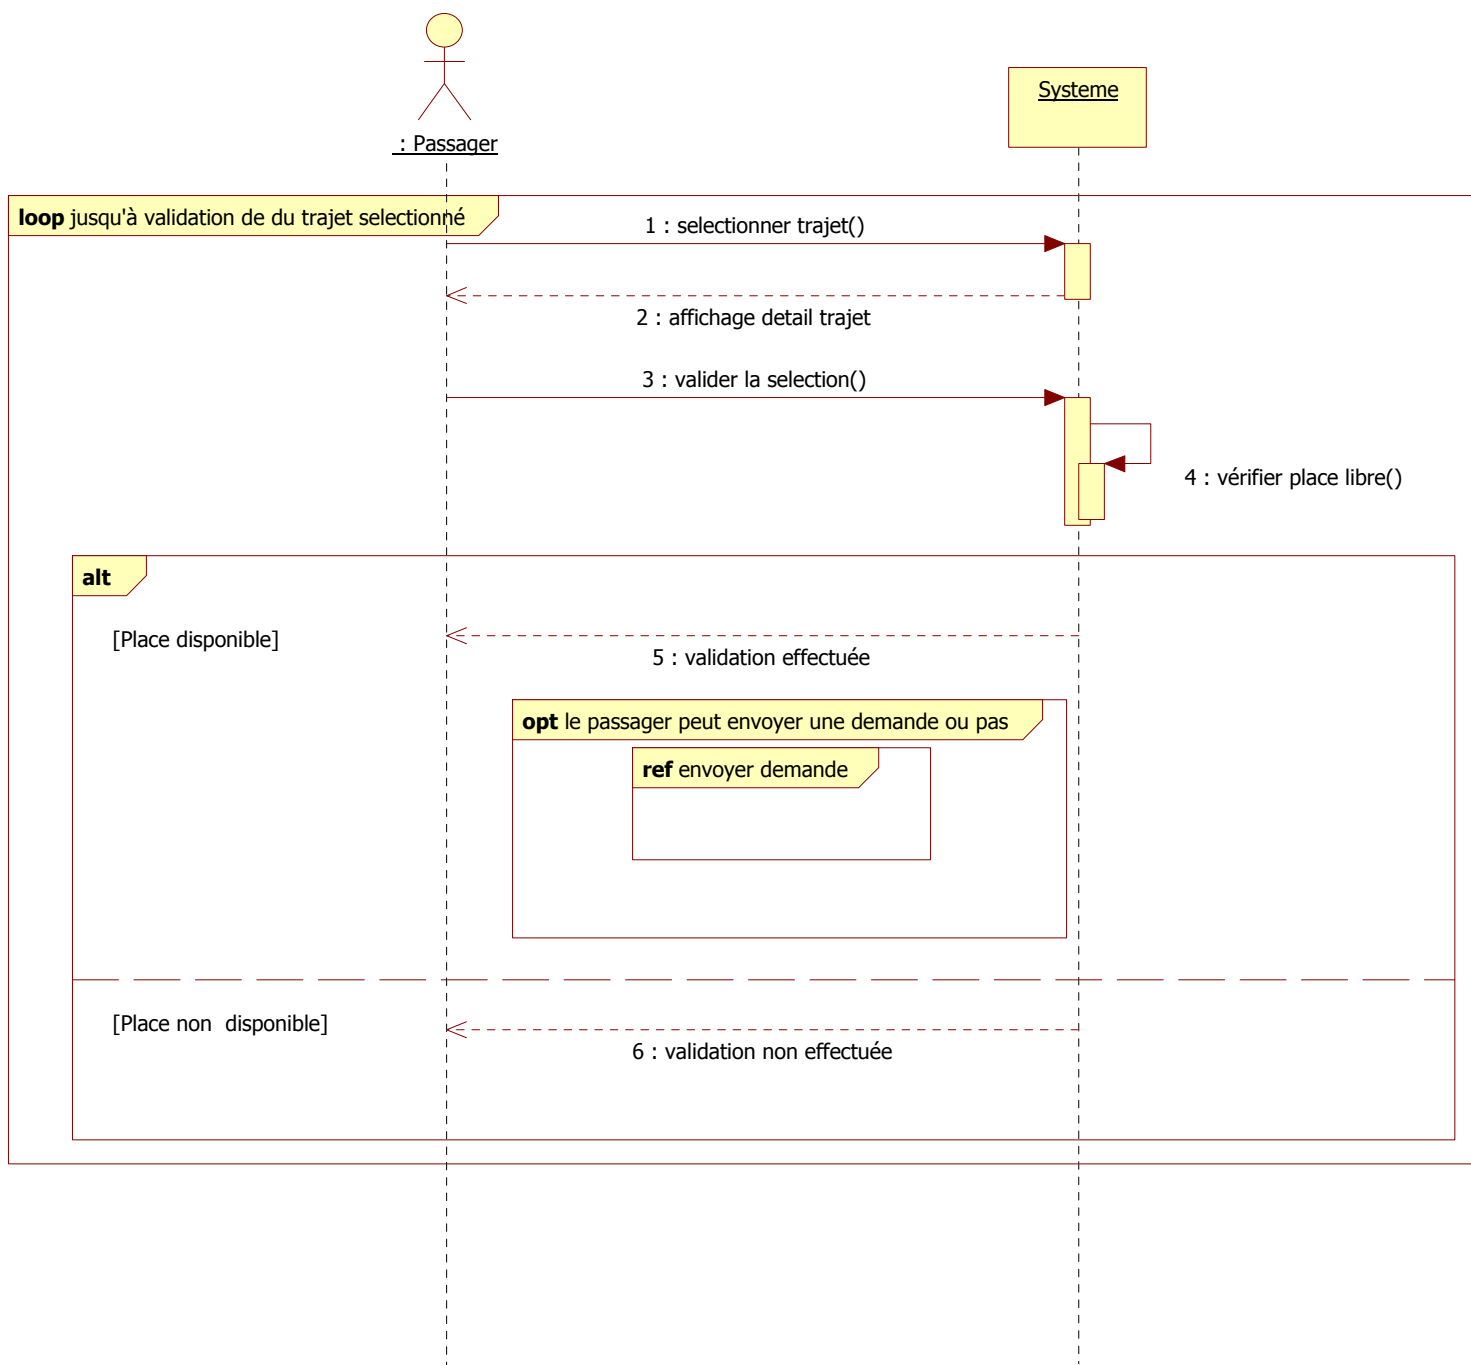 Systeme
: Passager
loop jusqu'à validation de du trajet selectionné
1 : selectionner trajet()
2 : affichage detail trajet
3 : valider la selection()
4 : vérifier place libre()
alt
[Place disponible]
5 : validation effectuée
opt le passager peut envoyer une demande ou pas
ref envoyer demande
[Place non  disponible]
6 : validation non effectuée